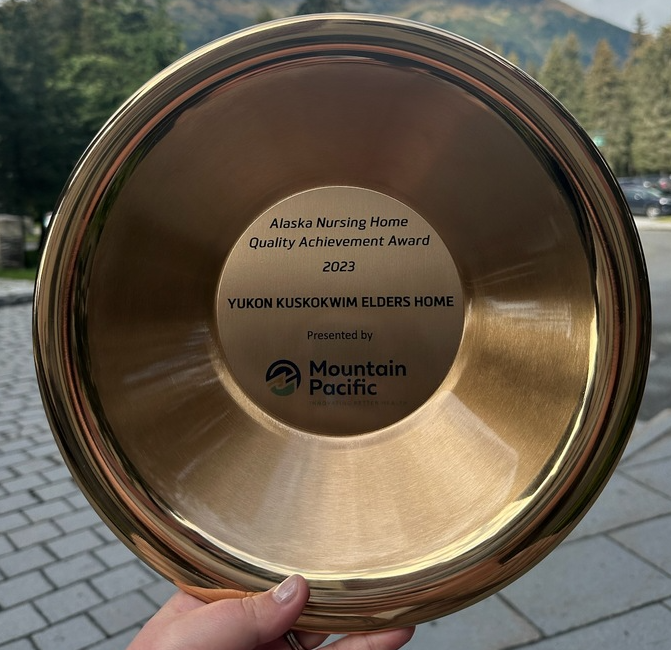 Alaska Nursing Home
Quality Achievement Award
2023
YUKON KUSKOKWIM ELDERS HOME
Presented by
Mountain
Pacific